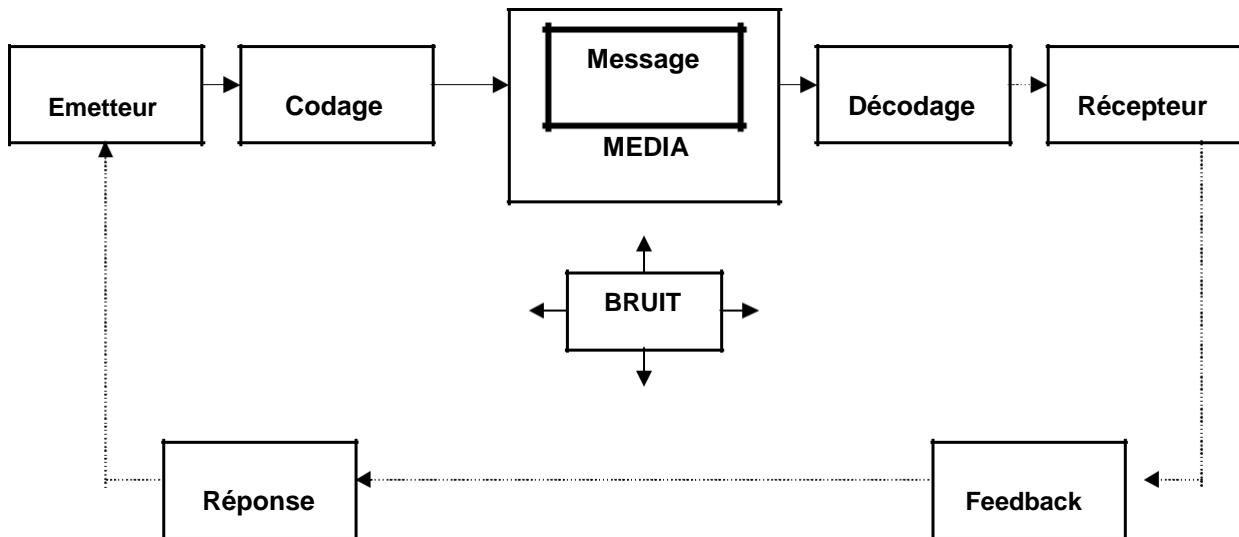 Emetteur
Codage
Message
MEDIA
Décodage
Récepteur
BRUIT
Réponse
Feedback